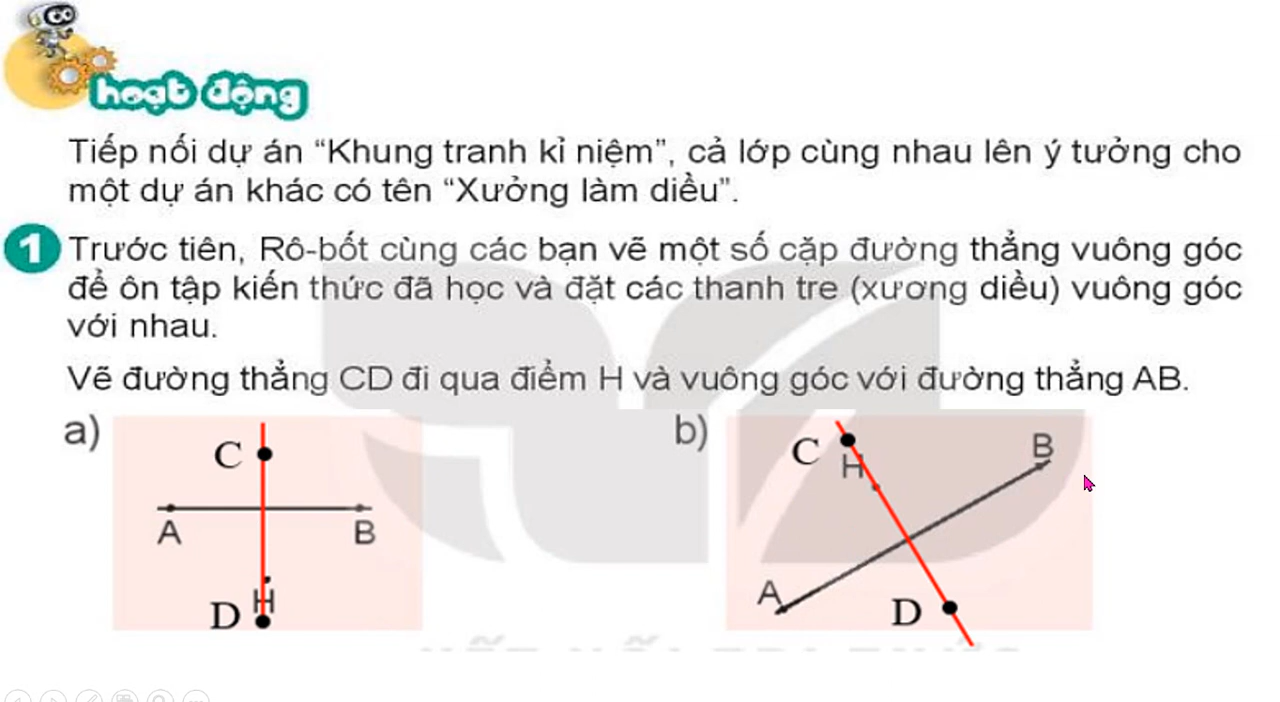 hoạt động
Tiếp nối dự án “Khung tranh kỉ niệm”, cả lớp cùng nhau lên ý tưởng cho
một dự án khác có tên “Xưởng làm diều”.
1 Trước tiên, Rô-bốt cùng các bạn vẽ một số cặp đường thẳng vuông góc
để ôn tập kiến thức đã học và đặt các thanh tre (xương diều) vuông góc
với nhau.
Vẽ đường thẳng CD đi qua điểm H và vuông góc với đường thẳng AB.
a)
C
A B
H
D
b)
C
H
B
A
D